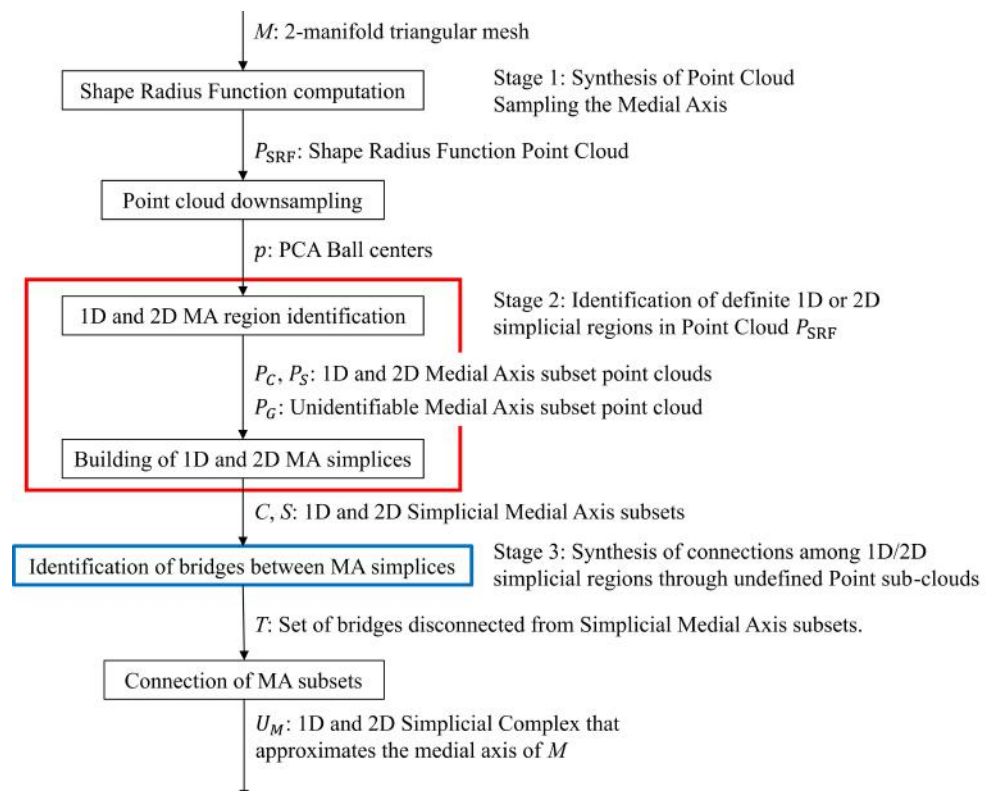 M: 2-manifold triangular mesh
Shape Radius Function computation
Stage 1: Synthesis of Point Cloud
Sampling the Medial Axis
P_SRF: Shape Radius Function Point Cloud
Point cloud downsampling
p: PCA Ball centers
1D and 2D MA region identification
Stage 2: Identification of definite 1D or 2D
simplicial regions in Point Cloud P_SRF
P_C, P_S: 1D and 2D Medial Axis subset point clouds
P_G: Unidentifiable Medial Axis subset point cloud
Building of 1D and 2D MA simplices
C, S: 1D and 2D Simplicial Medial Axis subsets
Identification of bridges between MA simplices
Stage 3: Synthesis of connections among 1D/2D
simplicial regions through undefined Point sub-clouds
T: Set of bridges disconnected from Simplicial Medial Axis subsets.
Connection of MA subsets
U_M: 1D and 2D Simplicial Complex that
approximates the medial axis of M